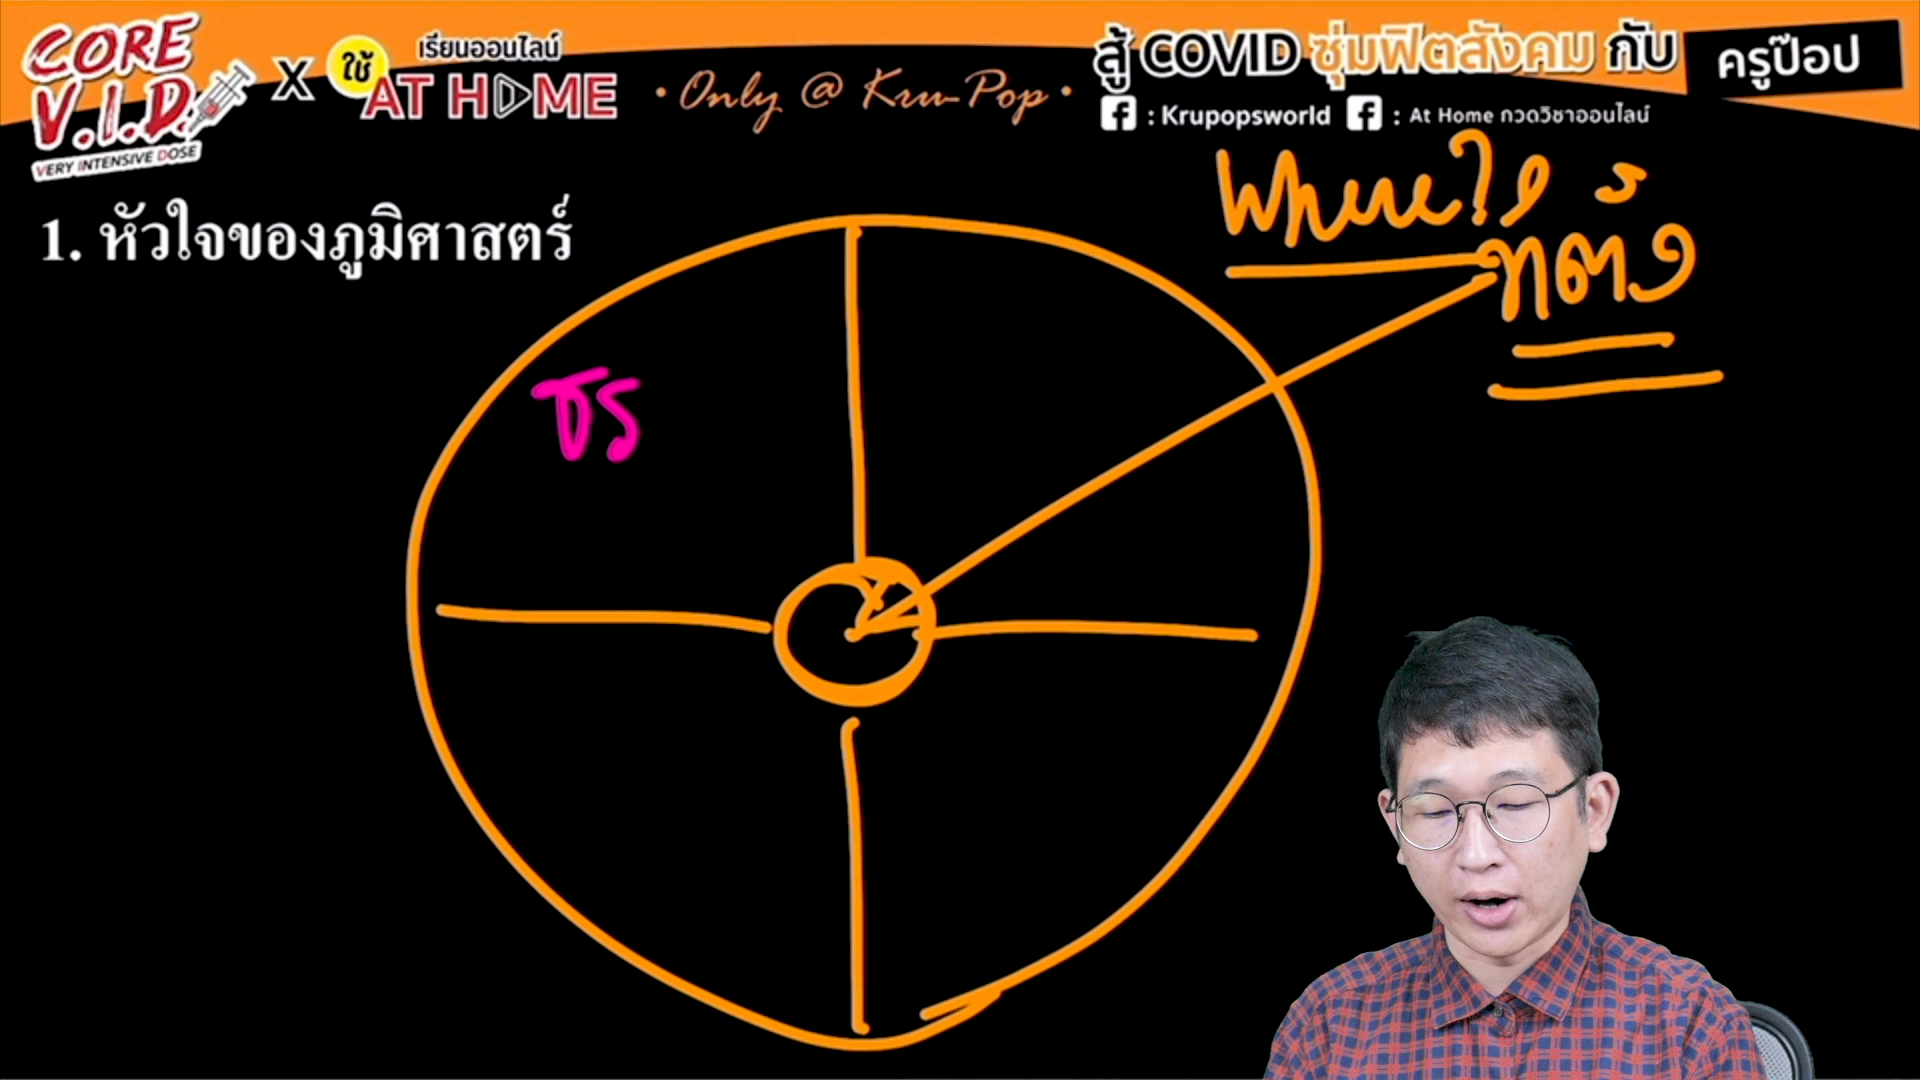 CORE
V.I.D.
VERY INTENSIVE DOSE
X
ใช้
เรียนออนไลน์
AT HOME
• Only @ Kru-Pop •
สู้ COVID ซุ่มฟิตสังคม กับ ครูป๊อป
: Krupopsworld : At Home กวดวิชาออนไลน์
1. หัวใจของภูมิศาสตร์
Where?
ที่ตั้ง
ธร